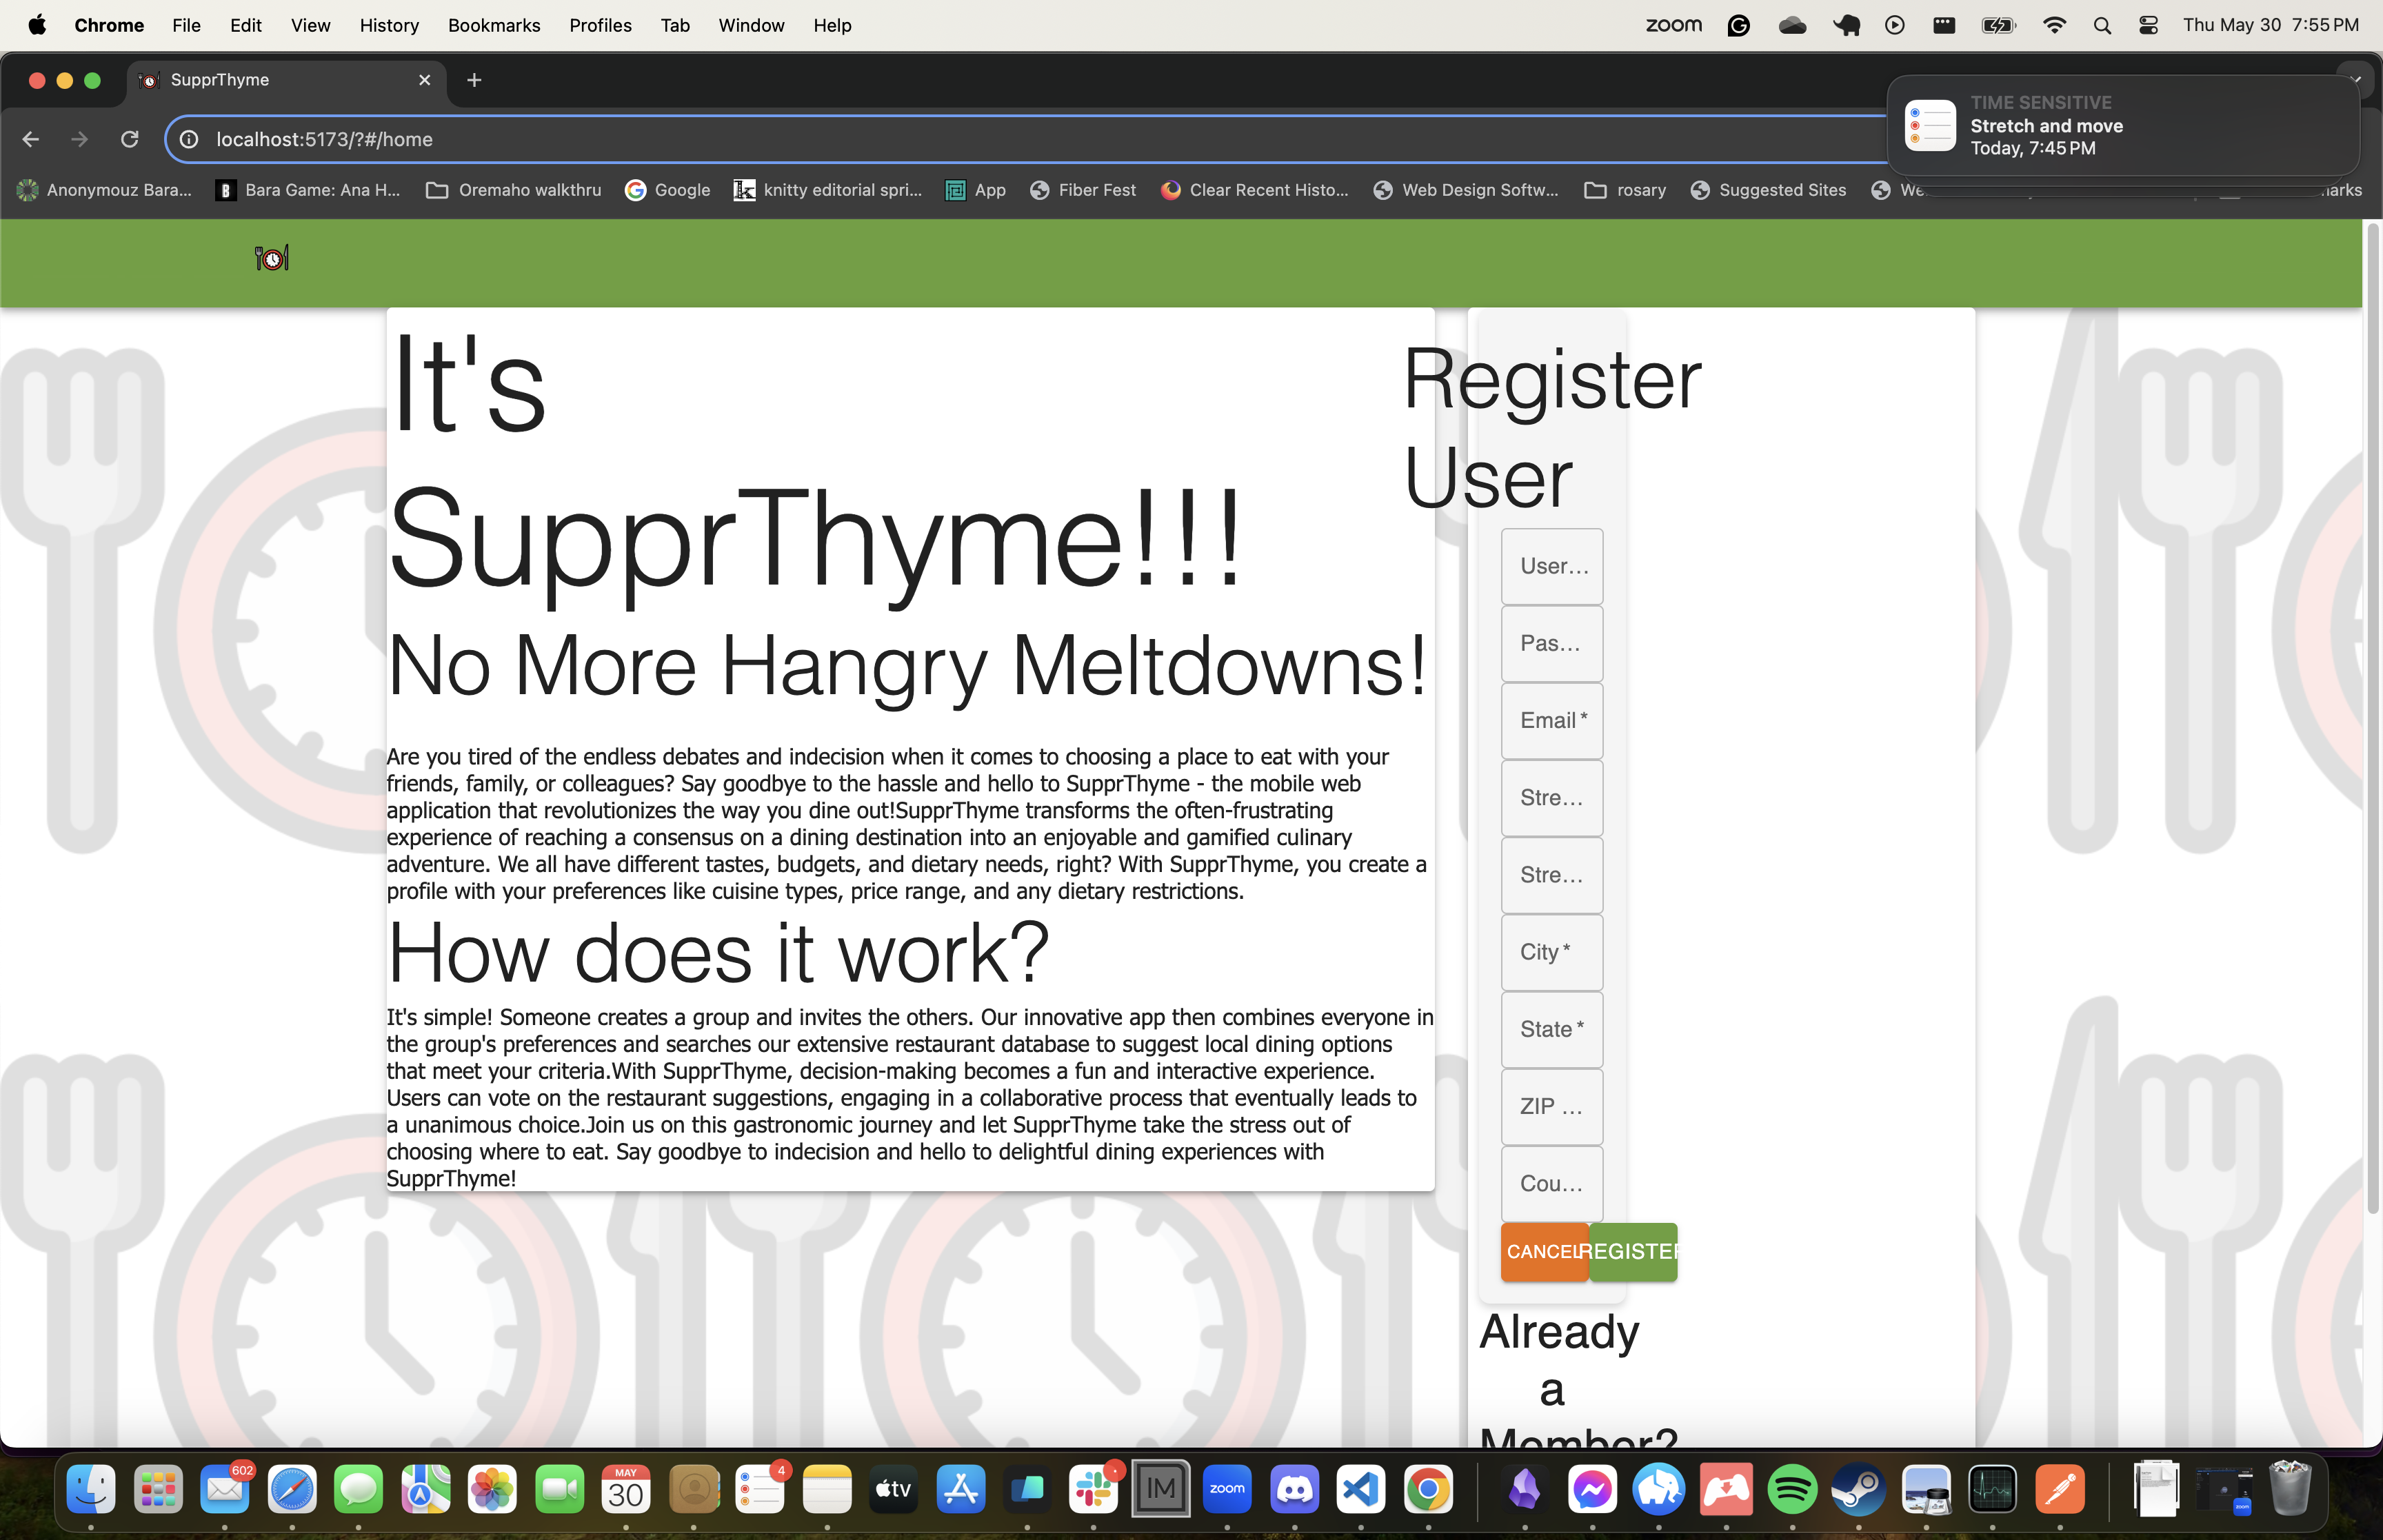 Chrome File Edit View History Bookmarks Profiles Tab Window Help zoom Thu May 30 7:55 PM
SupprThyme
TIME SENSITIVE
Stretch and move
Today, 7:45 PM
localhost:5173/?#/home
Anonymouz Bara... Bara Game: Ana H... Oremaho walkthru Google knitty editorial spri... App Fiber Fest Clear Recent Histo... Web Design Softw... rosary Suggested Sites
It's
SupprThyme!!!
No More Hangry Meltdowns!
Are you tired of the endless debates and indecision when it comes to choosing a place to eat with your
friends, family, or colleagues? Say goodbye to the hassle and hello to SupprThyme - the mobile web
application that revolutionizes the way you dine out!SupprThyme transforms the often-frustrating
experience of reaching a consensus on a dining destination into an enjoyable and gamified culinary
adventure. We all have different tastes, budgets, and dietary needs, right? With SupprThyme, you create a
profile with your preferences like cuisine types, price range, and any dietary restrictions.
How does it work?
It's simple! Someone creates a group and invites the others. Our innovative app then combines everyone in
the group's preferences and searches our extensive restaurant database to suggest local dining options
that meet your criteria.With SupprThyme, decision-making becomes a fun and interactive experience.
Users can vote on the restaurant suggestions, engaging in a collaborative process that eventually leads to
a unanimous choice.Join us on this gastronomic journey and let SupprThyme take the stress out of
choosing where to eat. Say goodbye to indecision and hello to delightful dining experiences with
SupprThyme!
Register
User
User...
Pas...
Email *
Stre...
Stre...
City *
State *
ZIP ...
Cou...
CANCEL REGISTER
Already
a
Member?
602 MAY 30 4 tv IM zoom